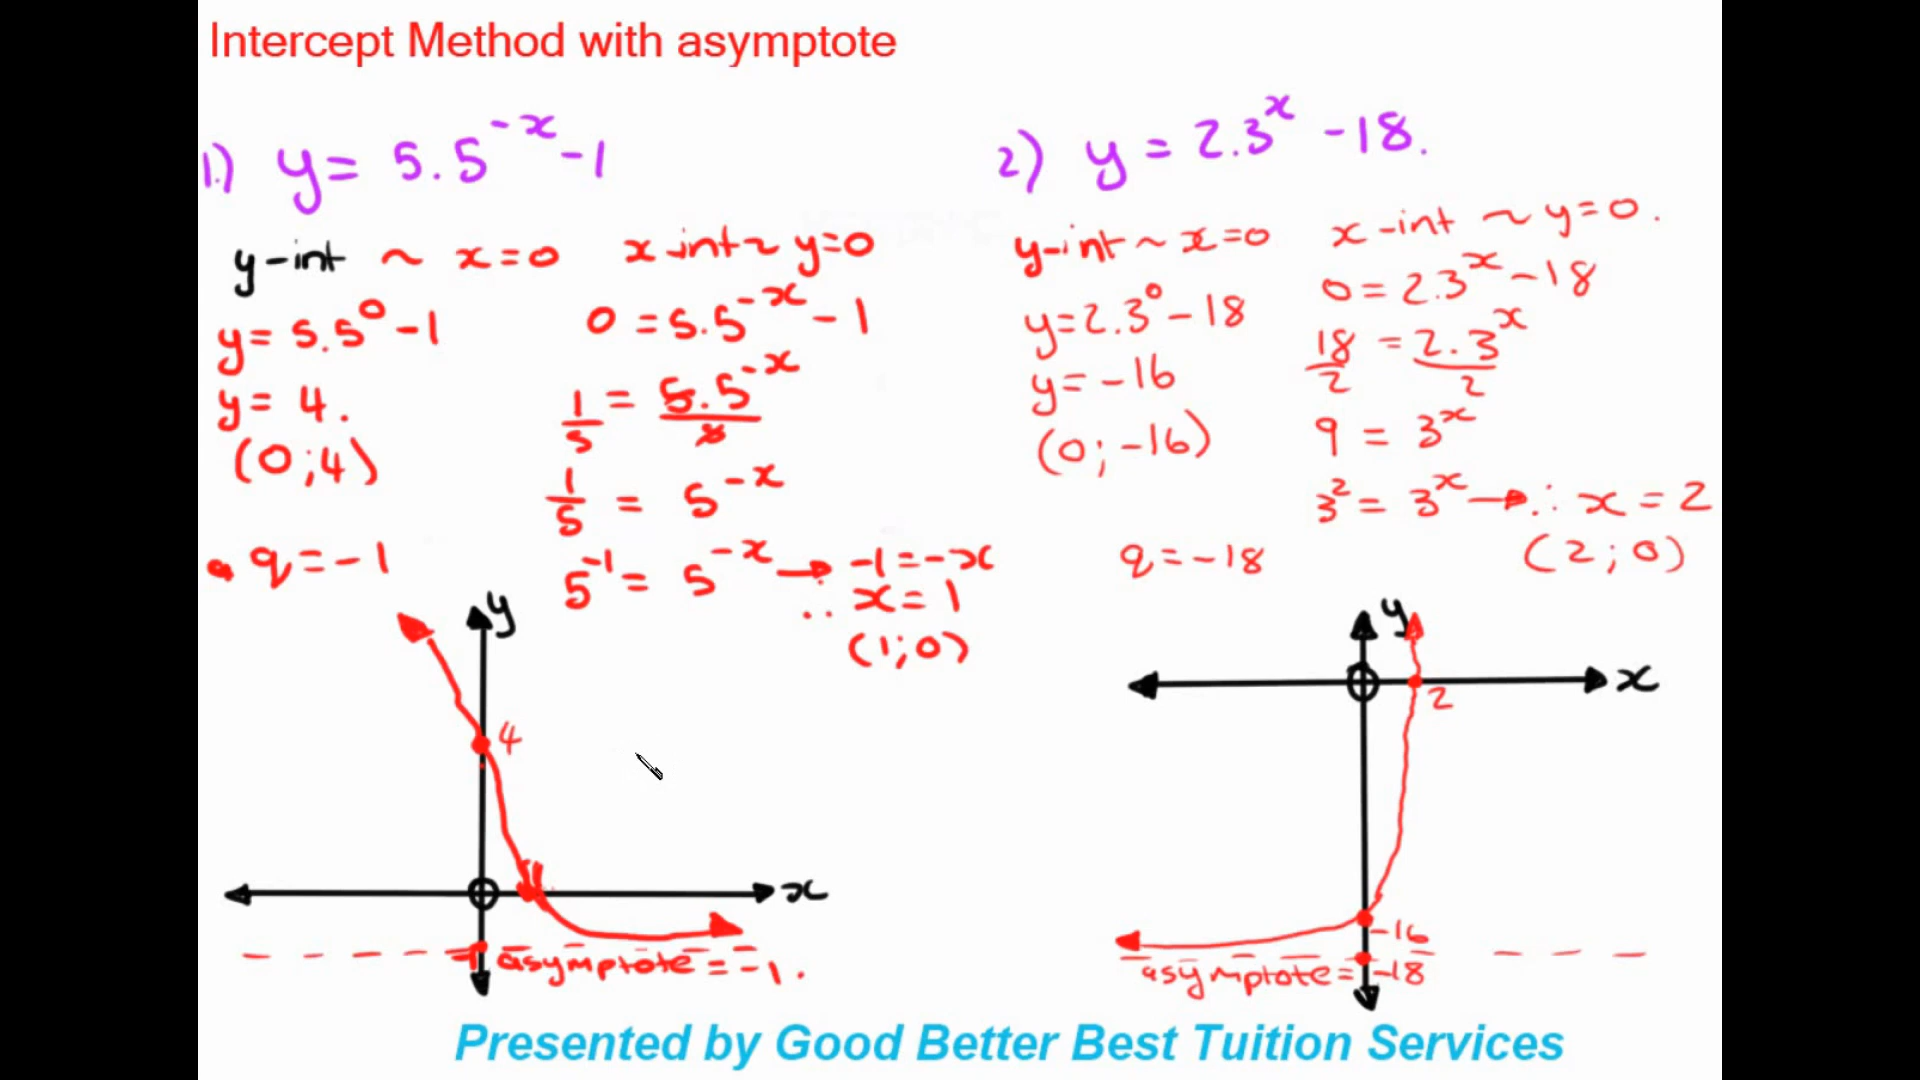 Intercept Method with asymptote
1.) y = 5.5^{-x} -1
y-int ~ x=0
y= 5.5^0 -1
y= 4.
(0;4)
x-int ~ y=0
0 = 5.5^{-x} - 1
1/5 = 5.5^{-x}/5
1/5 = 5^{-x}
5^{-1} = 5^{-x} → -1=-x
∴ x=1
(1;0)
q=-1
y
4
1
x
-1 asymptote = -1.
2) y = 2.3^x -18.
y-int ~ x=0
y=2.3^0 -18
y= -16
(0;-16)
x-int ~ y=0.
0 = 2.3^x -18
18/2 = 2.3^x/2
9 = 3^x
3^2 = 3^x → ∴ x=2
(2;0)
q=-18
y
x
2
-16
asymptote = -18
Presented by Good Better Best Tuition Services